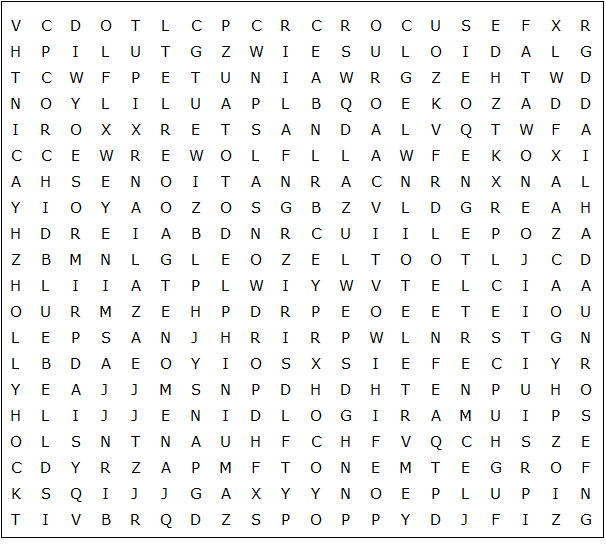 V C D O T L C P C R C R O C U S E F X R
H P I L U T G Z W I E S U L O I D A L G
T C W F P E T U N I A W R G Z E H T W D
N O Y L I L U A P L B Q O E K O Z A D D
I R O X X R E T S A N D A L V Q T W F A
C C E W R E W O L F L L A W F E K O X I
A H S E N O I T A N R A C N R N X N A L
Y I O Y A O Z O S G B Z V L D G R E A H
H D R E I A B D N R C U I I L E P O Z A
Z B M N L G L E O Z E L T O O T L J C D
H L I I A T P L W I Y W V T E L C I A A
O U R M Z E H P D R P E O E E T E I O U
L E P S A N J H R I R P W L N R S T G N
L B D A E O Y I O S X S I E F E C I Y R
Y E A J J M S N P D H D H T E N P U H O
H L I J J E N I D L O G I R A M U I P S
O L S N T N A U H F C H F V Q C H S Z E
C D Y R Z A P M F T O N E M T E G R O F
K S Q I J J G A X Y Y N O E P L U P I N
T I V B R Q D Z S P O P P Y D J F I Z G